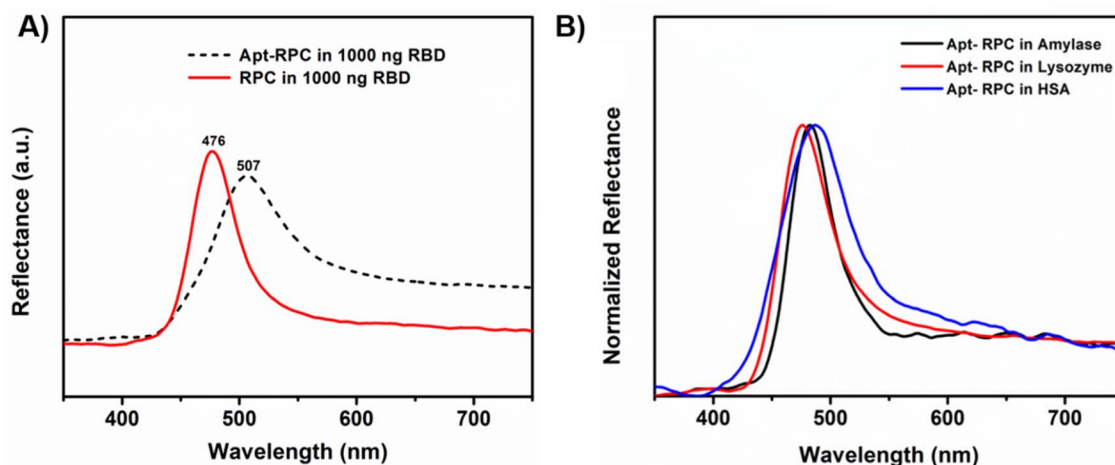 A)
Apt-RPC in 1000 ng RBD
RPC in 1000 ng RBD
476
507
Reflectance (a.u.)
400
500
600
700
Wavelength (nm)
B)
Apt- RPC in Amylase
Apt- RPC in Lysozyme
Apt- RPC in HSA
Normalized Reflectance
400
500
600
700
Wavelength (nm)